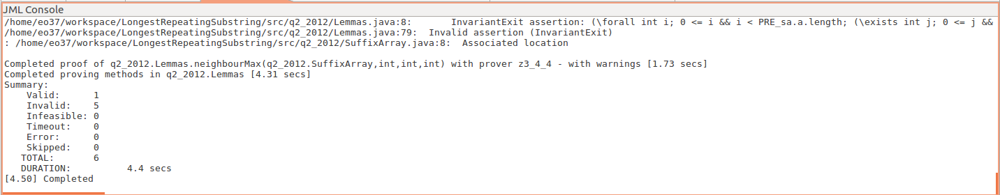 JML Console
/home/eo37/workspace/LongestRepeatingSubstring/src/q2_2012/Lemmas.java:8:       InvariantExit assertion: (\forall int i; 0 <= i && i < PRE_sa.a.length; (\exists int j; 0 <= j &&
/home/eo37/workspace/LongestRepeatingSubstring/src/q2_2012/Lemmas.java:79:  Invalid assertion (InvariantExit)
: /home/eo37/workspace/LongestRepeatingSubstring/src/q2_2012/SuffixArray.java:8:  Associated location
Completed proof of q2_2012.Lemmas.neighbourMax(q2_2012.SuffixArray,int,int,int) with prover z3_4_4 - with warnings [1.73 secs]
Completed proving methods in q2_2012.Lemmas [4.31 secs]
Summary:
    Valid:      1
    Invalid:    5
    Infeasible: 0
    Timeout:    0
    Error:      0
    Skipped:    0
   TOTAL:       6
   DURATION:          4.4 secs
[4.50] Completed